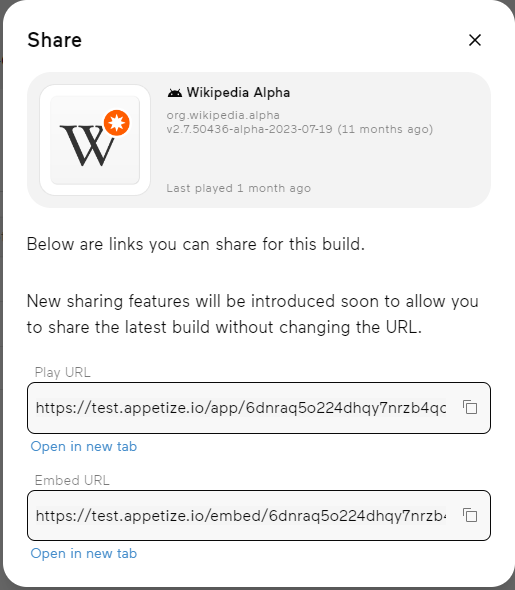 Share
W
Wikipedia Alpha
org.wikipedia.alpha
v2.7.50436-alpha-2023-07-19 (11 months ago)
Last played 1 month ago
Below are links you can share for this build.
New sharing features will be introduced soon to allow you
to share the latest build without changing the URL.
Play URL
https://test.appetize.io/app/6dnraq5o224dhqy7nrzb4qc
Open in new tab
Embed URL
https://test.appetize.io/embed/6dnraq5o224dhqy7nrzb4
Open in new tab